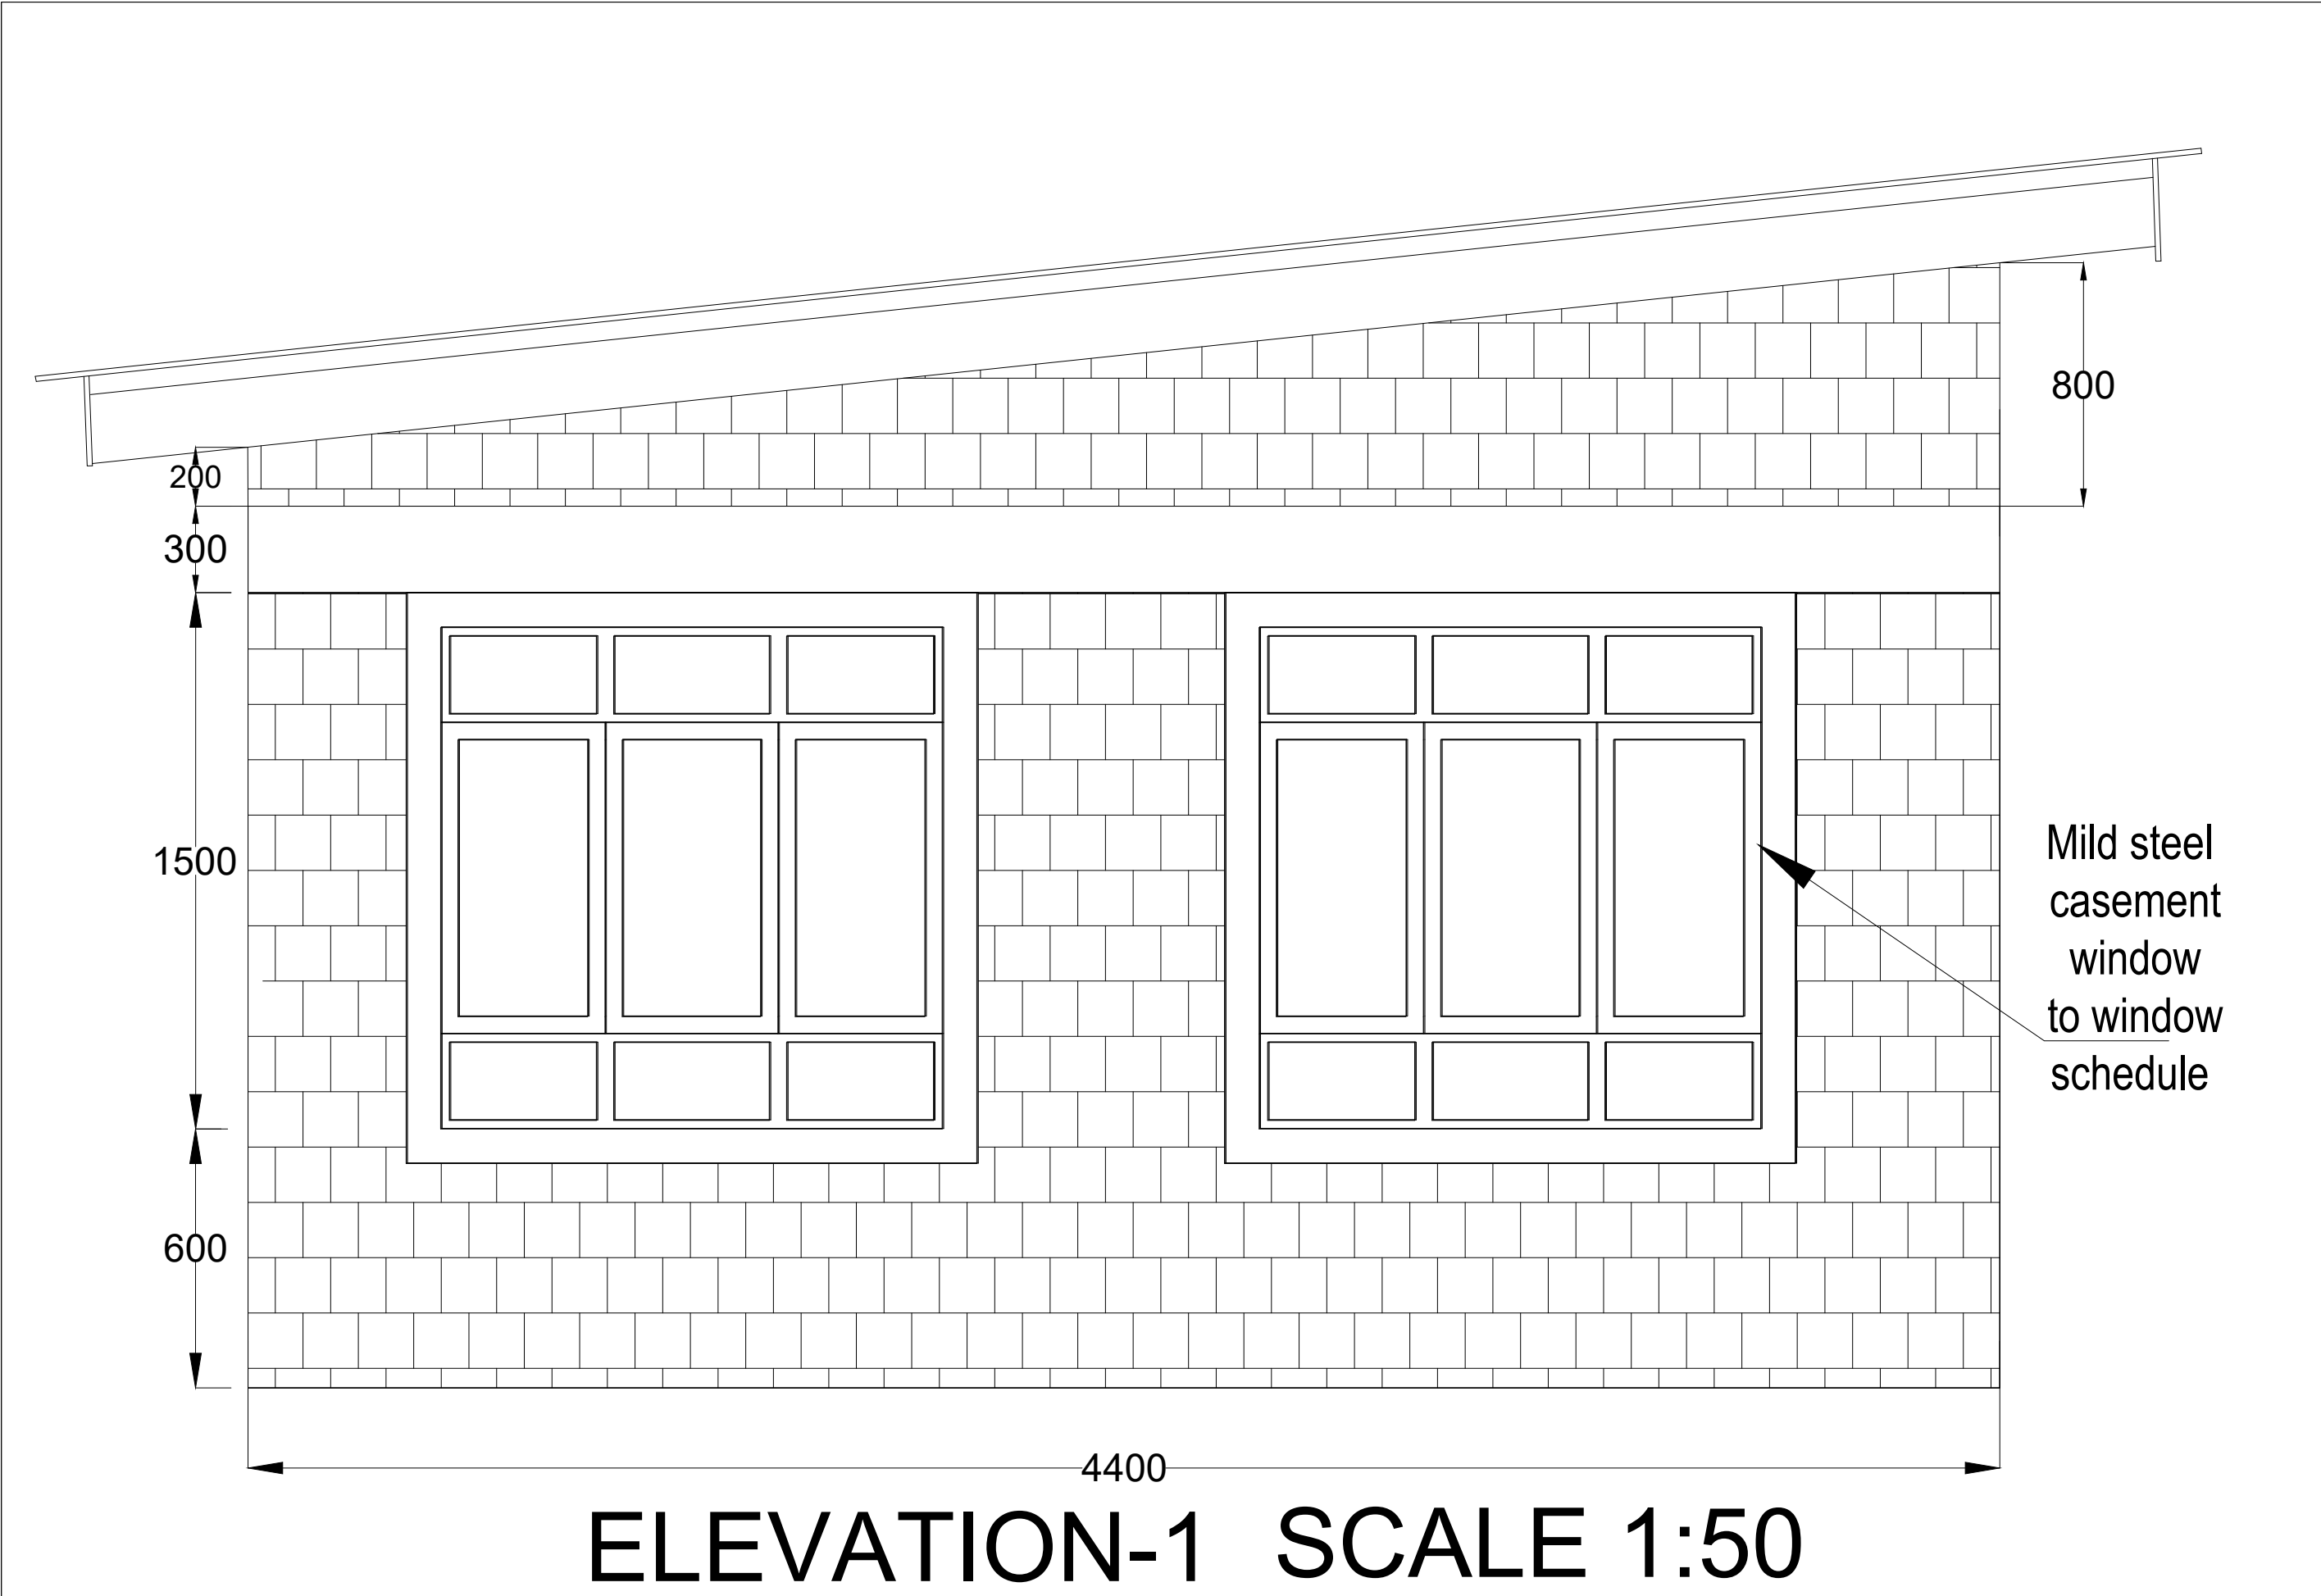 800
200
300
1500
Mild steel
casement
window
to window
schedule
600
4400
ELEVATION-1 SCALE 1:50